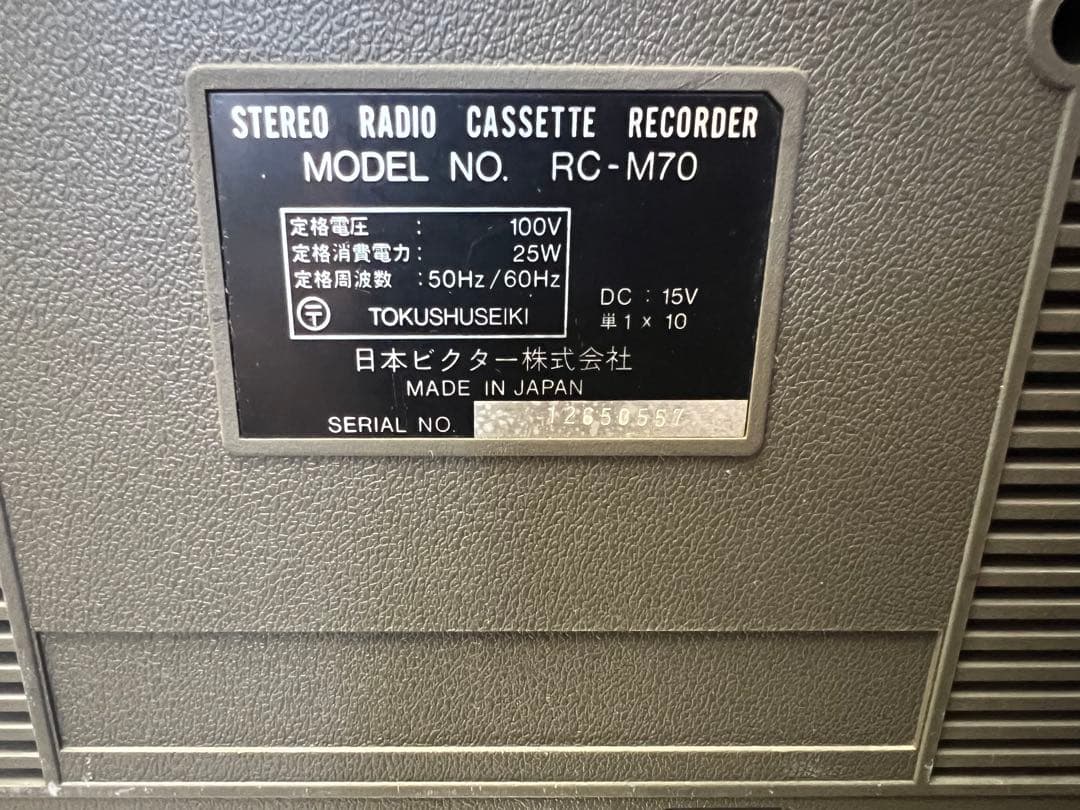 STEREO RADIO CASSETTE RECORDER
MODEL NO. RC-M70
定格電圧 : 100V
定格消費電力 : 25W
定格周波数 : 50Hz/60Hz
〶 TOKUSHUSEIKI
DC : 15V
単1 × 10
日本ビクター株式会社
MADE IN JAPAN
SERIAL NO. 12650557